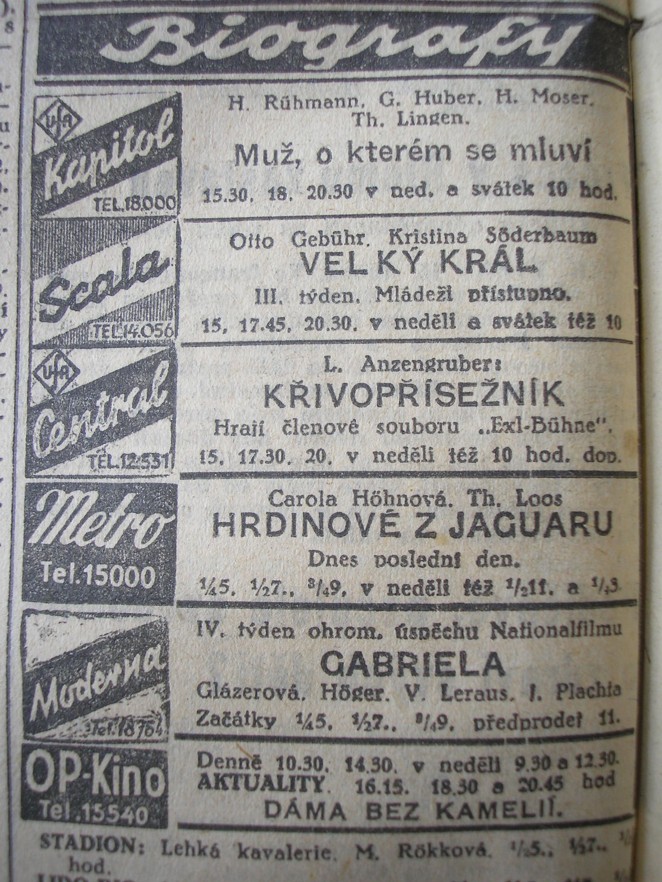 Biografy
UFA
Kapitol
TEL.18000
H. Rühmann, G. Huber, H. Moser,
Th. Lingen.
Muž, o kterém se mluví
15.30, 18, 20.30 v ned. a svátek 10 hod.
Scala
TEL.14.056
Otto Gebühr, Kristina Söderbaum
VELKÝ KRÁL
III. týden. Mládeži přístupno.
15, 17.45, 20.30, v neděli a svátek též 10
UFA
Central
TEL.12.531
L. Anzengruber:
KŘIVOPŘÍSEŽNÍK
Hrají členové souboru „Exl-Bühne".
15, 17.30, 20, v neděli též 10 hod. dop.
Metro
Tel.15000
Carola Höhnová, Th. Loos
HRDINOVÉ Z JAGUARU
Dnes poslední den.
¼5, ½7., ¾9, v neděli též ½11. a
Moderna
Tel.
IV. týden ohrom. úspěchu Nationalfilmu
GABRIELA
Glázerová, Höger, V. Leraus, J. Plachta
Začátky ¼5, ½7., ¾9, předprodej 11.
OP-Kino
Tel.15540
Denně 10.30, 14.30, v neděli 9.30 a 12.30.
AKTUALITY. 16.15, 18.30 a 20.45 hod
DÁMA BEZ KAMELIÍ.
STADION: Lehká kavalerie, M. Rökková, ½7..
hod.